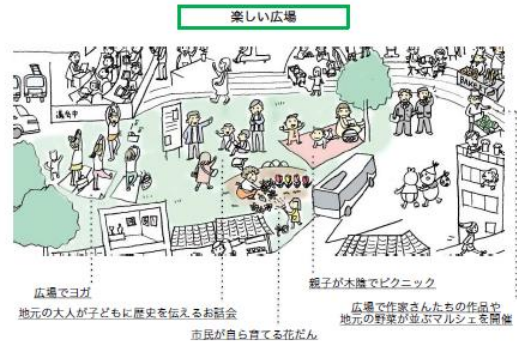 楽しい広場
BAKE
広場でヨガ
地元の大人が子どもに歴史を伝えるお話会
市民が自ら育てる花だん
親子が木陰でピクニック
広場で作家さんたちの作品や
地元の野菜が並ぶマルシェを開催